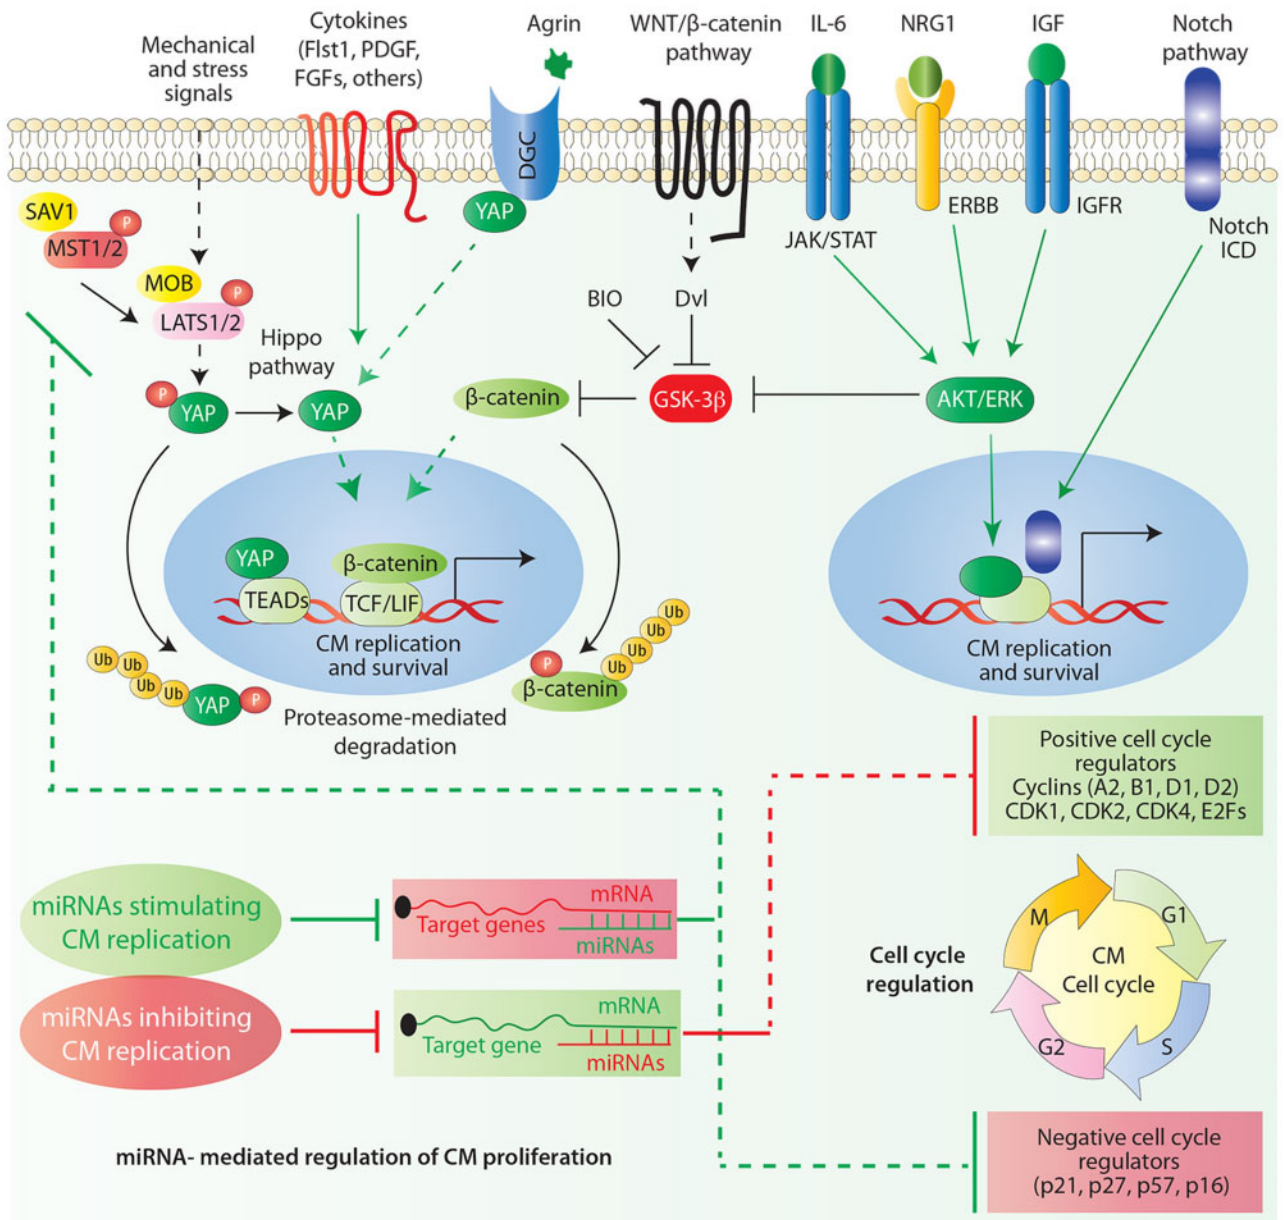 Mechanical
and stress
signals
Cytokines
(Flst1, PDGF,
FGFs, others)
Agrin
WNT/β-catenin
pathway
IL-6
NRG1
IGF
Notch
pathway
DGC
SAV1
P
MST1/2
YAP
MOB
P
LATS1/2
JAK/STAT
ERBB
IGFR
Notch
ICD
BIO
Dvl
Hippo
pathway
P
YAP
YAP
β-catenin
GSK-3β
AKT/ERK
YAP
TEADs
β-catenin
TCF/LIF
CM replication
and survival
CM replication
and survival
Ub
Ub
Ub
Ub
YAP
P
P
β-catenin
Ub
Ub
Ub
Ub
Proteasome-mediated
degradation
Positive cell cycle
regulators
Cyclins (A2, B1, D1, D2)
CDK1, CDK2, CDK4, E2Fs
miRNAs stimulating
CM replication
mRNA
Target genes
miRNAs
miRNAs inhibiting
CM replication
mRNA
Target gene
miRNAs
Cell cycle
regulation
M
G1
CM
Cell cycle
G2
S
miRNA- mediated regulation of CM proliferation
Negative cell cycle
regulators
(p21, p27, p57, p16)